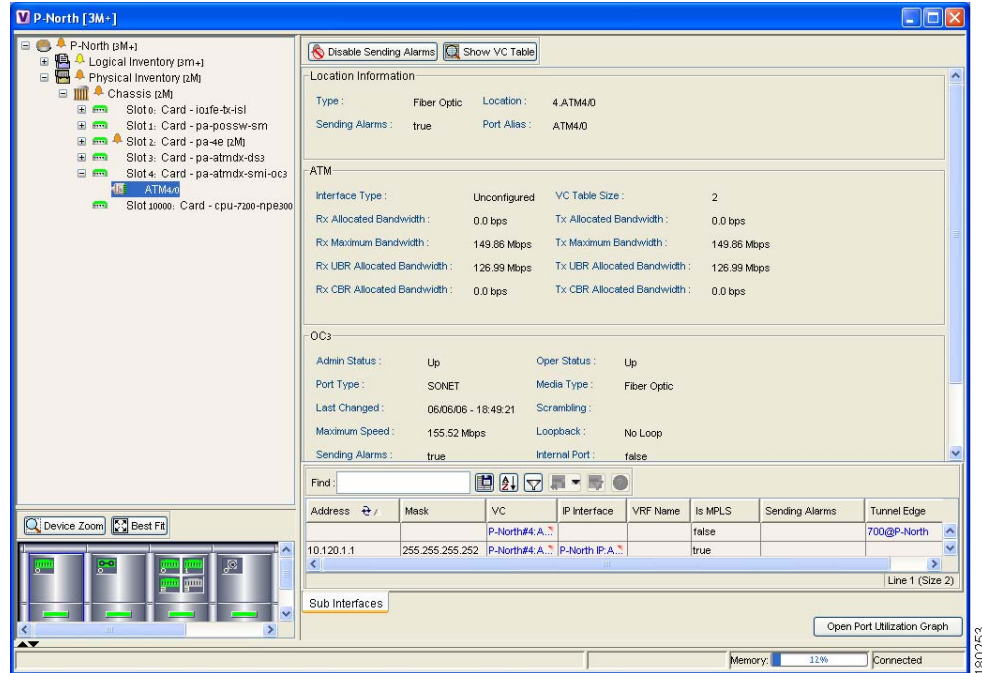 P-North [3M+]
P-North [3M+]
Logical Inventory [3m+]
Physical Inventory [2M]
Chassis [2M]
Slot 0: Card - io1fe-tx-isl
Slot 1: Card - pa-possw-sm
Slot 2: Card - pa-4e [2M]
Slot 3: Card - pa-atmdx-ds3
Slot 4: Card - pa-atmdx-smi-oc3
ATM4/0
Slot 10000: Card - cpu-7200-npe300
Device Zoom Best Fit
Disable Sending Alarms Show VC Table
Location Information
Type : Fiber Optic Location : 4.ATM4/0
Sending Alarms : true Port Alias : ATM4/0
ATM
Interface Type : Unconfigured VC Table Size : 2
Rx Allocated Bandwidth : 0.0 bps Tx Allocated Bandwidth : 0.0 bps
Rx Maximum Bandwidth : 149.86 Mbps Tx Maximum Bandwidth : 149.86 Mbps
Rx UBR Allocated Bandwidth : 126.99 Mbps Tx UBR Allocated Bandwidth : 126.99 Mbps
Rx CBR Allocated Bandwidth : 0.0 bps Tx CBR Allocated Bandwidth : 0.0 bps
OC3
Admin Status : Up Oper Status : Up
Port Type : SONET Media Type : Fiber Optic
Last Changed : 06/06/06 - 18:49:21 Scrambling :
Maximum Speed : 155.52 Mbps Loopback : No Loop
Sending Alarms : true Internal Port : false
Find :
Address Mask VC IP Interface VRF Name Is MPLS Sending Alarms Tunnel Edge
P-North#4:A... false 700@P-North
10.120.1.1 255.255.255.252 P-North#4:A... P-North IP:A... true
Line 1 (Size 2)
Sub Interfaces
Open Port Utilization Graph
Memory: 12% Connected
180253